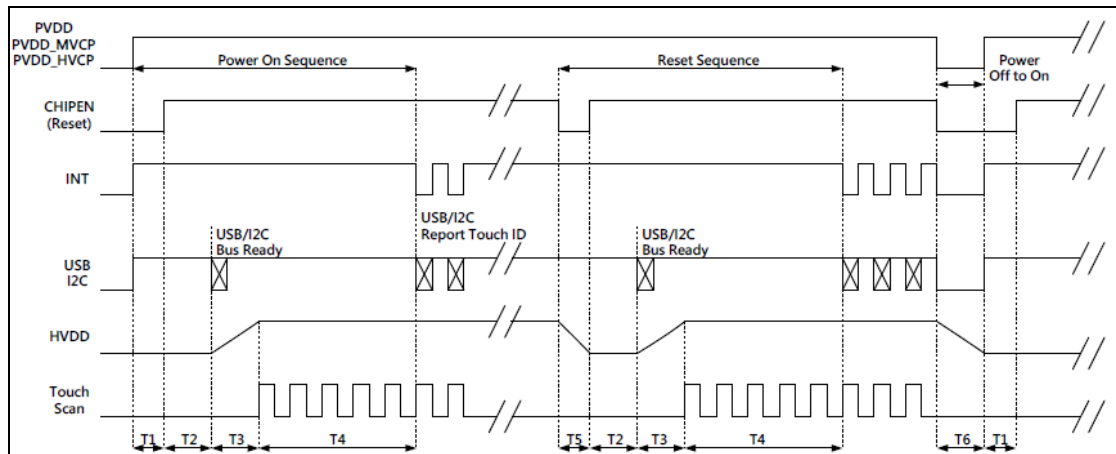 PVDD
PVDD_MVCP
PVDD_HVCP
Power On Sequence
Reset Sequence
Power
Off to On
CHIPEN
(Reset)
INT
USB/I2C
Bus Ready
USB/I2C
Report Touch ID
USB/I2C
Bus Ready
USB
I2C
HVDD
Touch
Scan
T1 T2 T3 T4 T5 T2 T3 T4 T6 T1